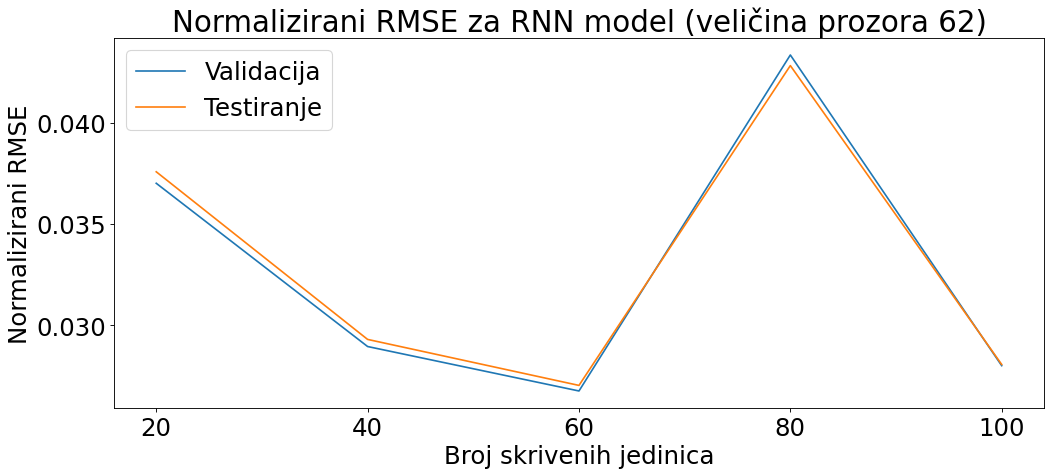 Normalizirani RMSE za RNN model (veličina prozora 62)
Validacija
Testiranje
Normalizirani RMSE
0.040
0.035
0.030
20 40 60 80 100
Broj skrivenih jedinica